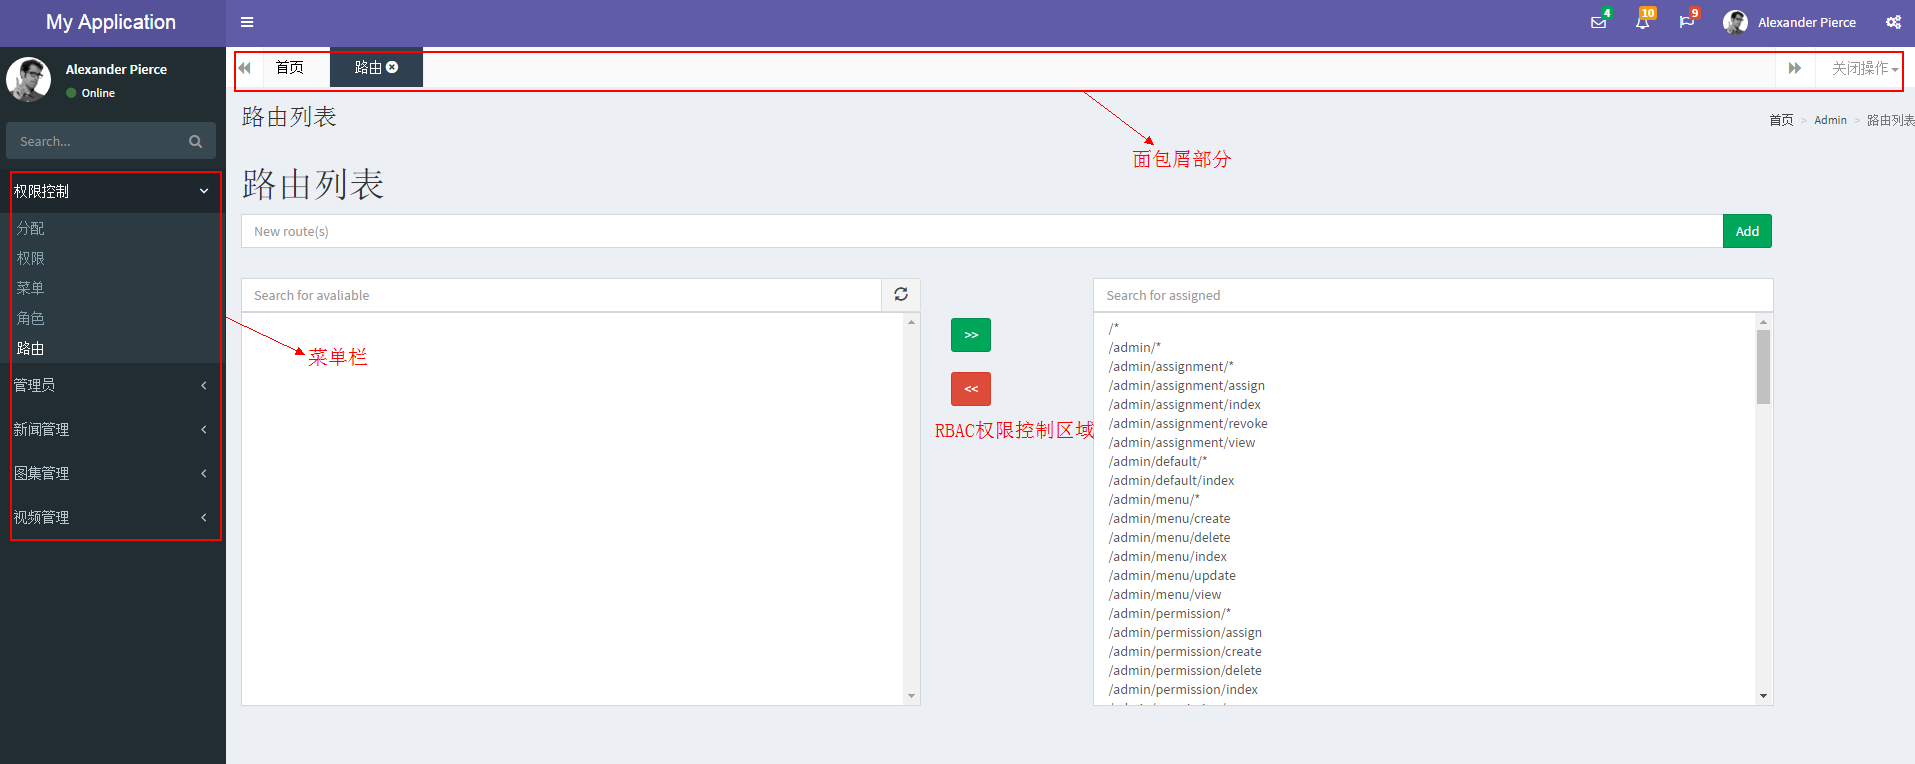 My Application
4
10
9
Alexander Pierce
Alexander Pierce
Online
Search...
权限控制
分配
权限
菜单
角色
路由
管理员
新闻管理
图集管理
视频管理
首页
路由
关闭操作
路由列表
首页 > Admin > 路由列表
面包屑部分
路由列表
New route(s)
Add
Search for avaliable
Search for assigned
>>
<<
菜单栏
RBAC权限控制区域
/*
/admin/*
/admin/assignment/*
/admin/assignment/assign
/admin/assignment/index
/admin/assignment/revoke
/admin/assignment/view
/admin/default/*
/admin/default/index
/admin/menu/*
/admin/menu/create
/admin/menu/delete
/admin/menu/index
/admin/menu/update
/admin/menu/view
/admin/permission/*
/admin/permission/assign
/admin/permission/create
/admin/permission/delete
/admin/permission/index